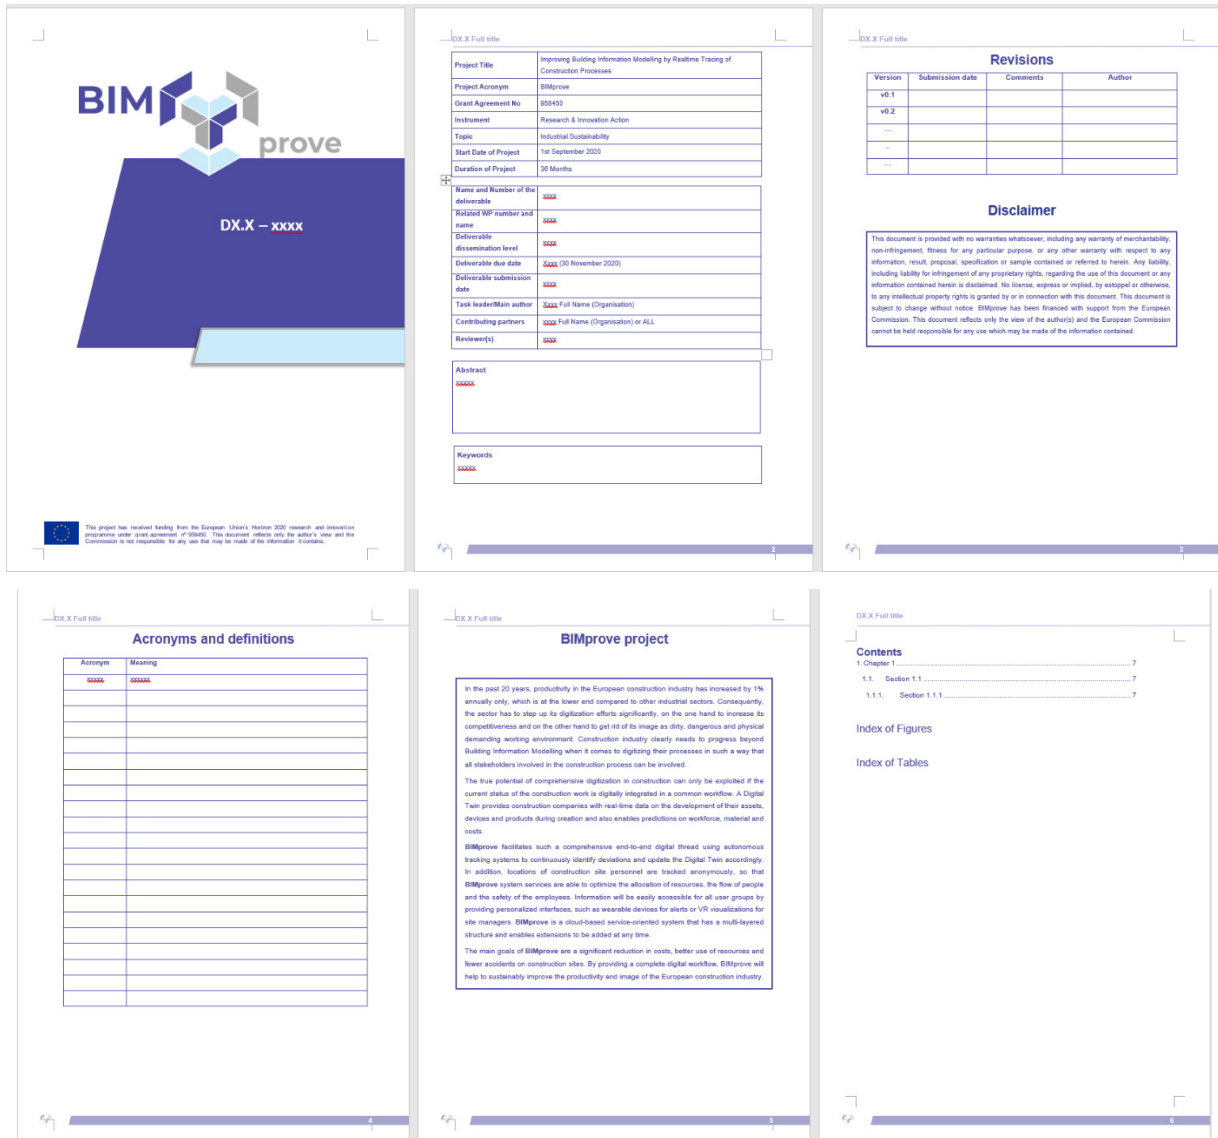 BIM
prove
DX.X – xxxx
This project has received funding from the European Union's Horizon 2020 research and innovation
programme under grant agreement n° 958450. This document reflects only the author's view and the
Commission is not responsible for any use that may be made of the information it contains.
DX.X Full title
Project Title
Improving Building Information Modelling by Realtime Tracing of
Construction Processes
Project Acronym
BIMprove
Grant Agreement No
958450
Instrument
Research & Innovation Action
Topic
Industrial Sustainability
Start Date of Project
1st September 2020
Duration of Project
36 Months
Name and Number of the
deliverable
xxxx
Related WP number and
name
xxxx
Deliverable
dissemination level
xxxx
Deliverable due date
Xxxx (30 November 2020)
Deliverable submission
date
xxxx
Task leader/Main author
Xxxx Full Name (Organisation)
Contributing partners
xxxx Full Name (Organisation) or ALL
Reviewer(s)
xxxx
Abstract
xxxxx
Keywords
xxxxx
2
DX.X Full title
Revisions
Version Submission date Comments Author
v0.1
v0.2
...
..
...
Disclaimer
This document is provided with no warranties whatsoever, including any warranty of merchantability,
non-infringement, fitness for any particular purpose, or any other warranty with respect to any
information, result, proposal, specification or sample contained or referred to herein. Any liability,
including liability for infringement of any proprietary rights, regarding the use of this document or any
information contained herein is disclaimed. No license, express or implied, by estoppel or otherwise,
to any intellectual property rights is granted by or in connection with this document. This document is
subject to change without notice. BIMprove has been financed with support from the European
Commission. This document reflects only the view of the author(s) and the European Commission
cannot be held responsible for any use which may be made of the information contained.
3
DX.X Full title
Acronyms and definitions
Acronym Meaning
xxxxx xxxxxx
4
DX.X Full title
BIMprove project
In the past 20 years, productivity in the European construction industry has increased by 1%
annually only, which is at the lower end compared to other industrial sectors. Consequently,
the sector has to step up its digitization efforts significantly, on the one hand to increase its
competitiveness and on the other hand to get rid of its image as dirty, dangerous and physical
demanding working environment. Construction industry clearly needs to progress beyond
Building Information Modelling when it comes to digitizing their processes in such a way that
all stakeholders involved in the construction process can be involved.
The true potential of comprehensive digitization in construction can only be exploited if the
current status of the construction work is digitally integrated in a common workflow. A Digital
Twin provides construction companies with real-time data on the development of their assets,
devices and products during creation and also enables predictions on workforce, material and
costs.
BIMprove facilitates such a comprehensive end-to-end digital thread using autonomous
tracking systems to continuously identify deviations and update the Digital Twin accordingly.
In addition, locations of construction site personnel are tracked anonymously, so that
BIMprove system services are able to optimize the allocation of resources, the flow of people
and the safety of the employees. Information will be easily accessible for all user groups by
providing personalized interfaces, such as wearable devices for alerts or VR visualizations for
site managers. BIMprove is a cloud-based service-oriented system that has a multi-layered
structure and enables extensions to be added at any time.
The main goals of BIMprove are a significant reduction in costs, better use of resources and
fewer accidents on construction sites. By providing a complete digital workflow, BIMprove will
help to sustainably improve the productivity and image of the European construction industry.
5
DX.X Full title
Contents
1. Chapter 1 ........ 7
1.1. Section 1.1 ........ 7
1.1.1. Section 1.1.1 ........ 7
Index of Figures
Index of Tables
6